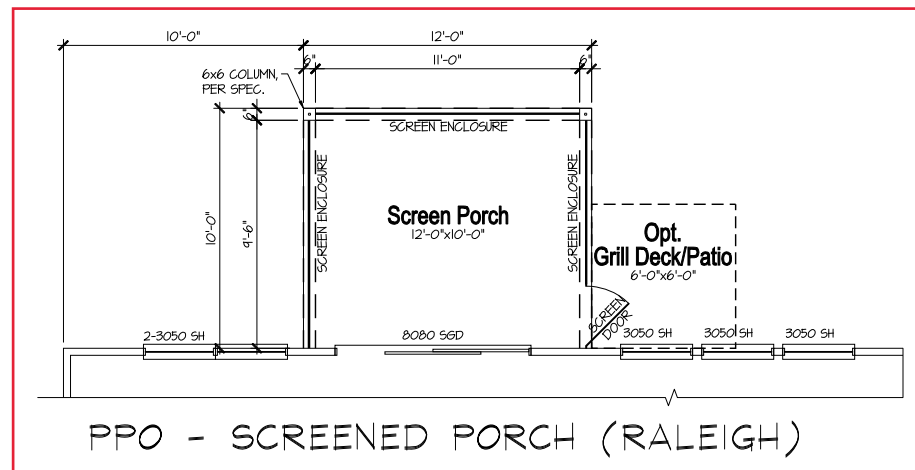 10'-0"
12'-0"
6"
11'-0"
6"
6x6 COLUMN,
PER SPEC.
6"
SCREEN ENCLOSURE
10'-0"
9'-6"
SCREEN ENCLOSURE
SCREEN ENCLOSURE
Screen Porch
12'-0"x10'-0"
Opt.
Grill Deck/Patio
6'-0"x6'-0"
SCREEN
DOOR
2-3050 SH
8080 SGD
3050 SH
3050 SH
3050 SH
PPO - SCREENED PORCH (RALEIGH)